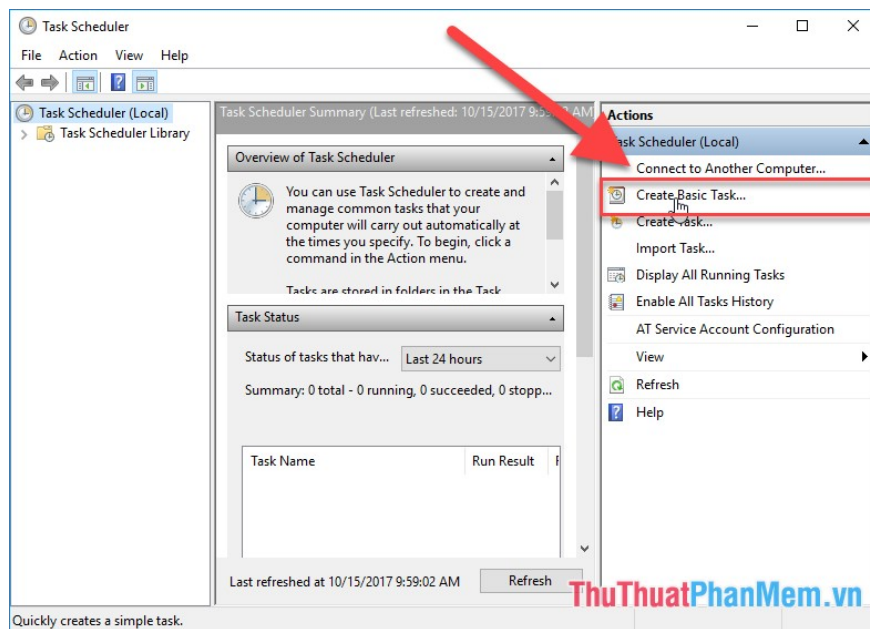 Task Scheduler
File Action View Help
Task Scheduler (Local)
Task Scheduler Library
Task Scheduler Summary (Last refreshed: 10/15/2017 AM
Overview of Task Scheduler
You can use Task Scheduler to create and
manage common tasks that your
computer will carry out automatically at
the times you specify. To begin, click a
command in the Action menu.
Tasks are stored in folders in the Task
Task Status
Status of tasks that hav... Last 24 hours
Summary: 0 total - 0 running, 0 succeeded, 0 stopp...
Task Name Run Result
Last refreshed at 10/15/2017 9:59:02 AM Refresh
Actions
Task Scheduler (Local)
Connect to Another Computer...
Create Basic Task...
Create Task...
Import Task...
Display All Running Tasks
Enable All Tasks History
AT Service Account Configuration
View
Refresh
Help
ThuThuatPhanMem.vn
Quickly creates a simple task.